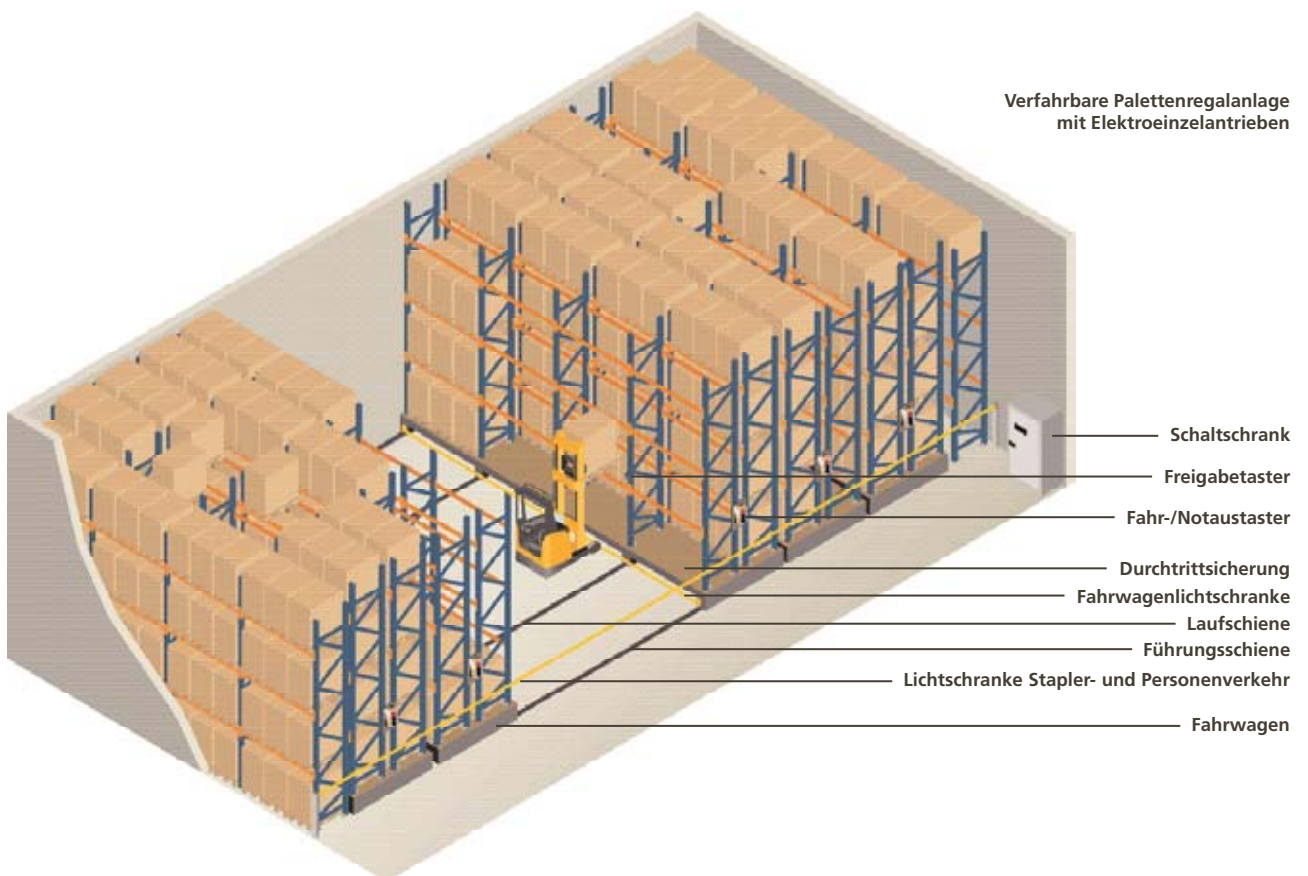 Verfahrbare Palettenregalanlage
mit Elektroeinzelantrieben
Schaltschrank
Freigabetaster
Fahr-/Notaustaster
Durchtrittsicherung
Fahrwagenlichtschranke
Laufschiene
Führungsschiene
Lichtschranke Stapler- und Personenverkehr
Fahrwagen